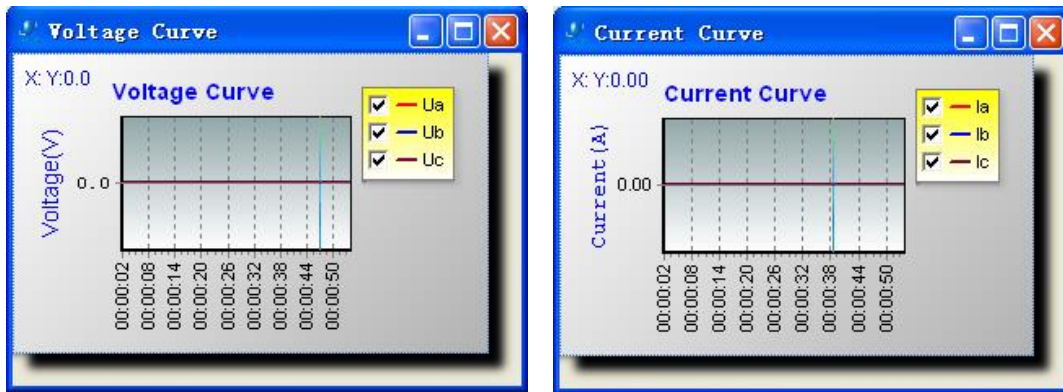 Voltage Curve
X: Y:0.0
Voltage Curve
Ua
Ub
Uc
Voltage(V)
0.0
00:00:02
00:00:08
00:00:14
00:00:20
00:00:26
00:00:32
00:00:38
00:00:44
00:00:50
Current Curve
X: Y:0.00
Current Curve
Ia
Ib
Ic
Current(A)
0.00
00:00:02
00:00:08
00:00:14
00:00:20
00:00:26
00:00:32
00:00:38
00:00:44
00:00:50